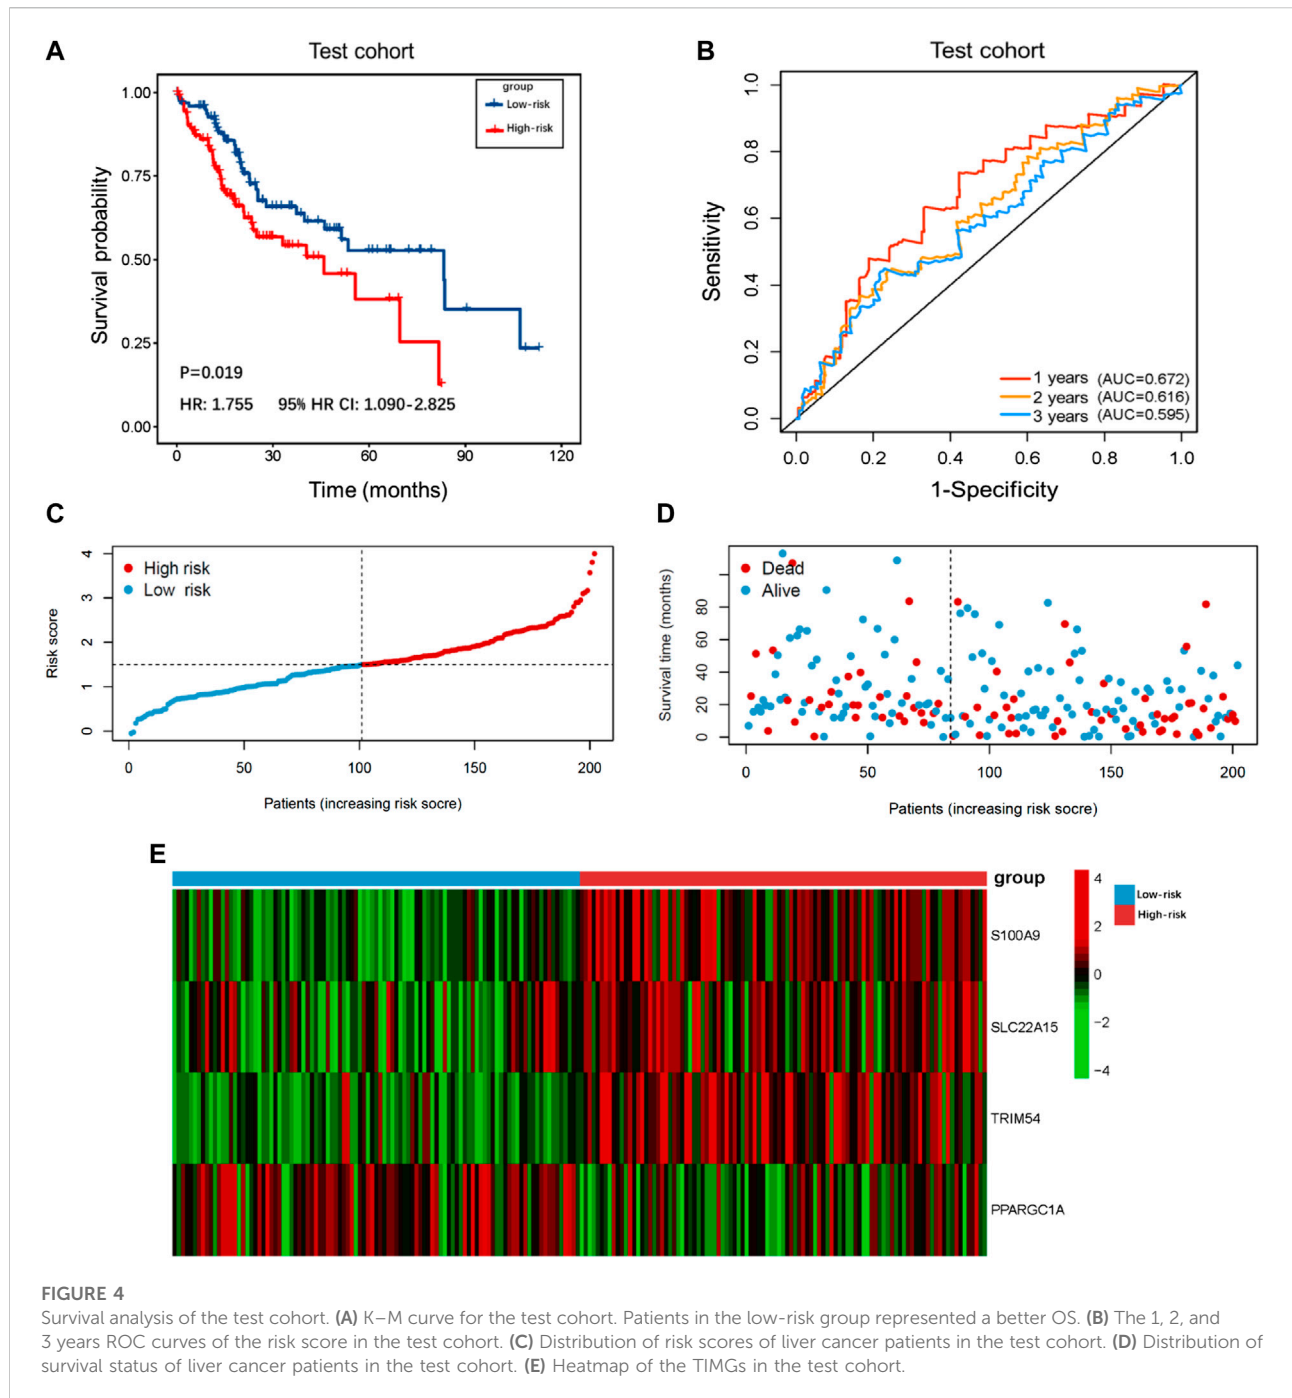 A
Test cohort
Survival probability
1.00
0.75
0.50
0.25
0.00
group
Low-risk
High-risk
P=0.019
HR: 1.755 95% HR CI: 1.090-2.825
0 30 60 90 120
Time (months)
B
Test cohort
Sensitivity
1.0
0.8
0.6
0.4
0.2
0.0
1 years (AUC=0.672)
2 years (AUC=0.616)
3 years (AUC=0.595)
0.0 0.2 0.4 0.6 0.8 1.0
1-Specificity
C
Risk score
4
3
2
1
0
High risk
Low risk
0 50 100 150 200
Patients (increasing risk socre)
D
Survival time (months)
80
60
40
20
0
Dead
Alive
0 50 100 150 200
Patients (increasing risk socre)
E
group
S100A9
SLC22A15
TRIM54
PPARGC1A
4
2
0
−2
−4
Low-risk
High-risk
FIGURE 4
Survival analysis of the test cohort. (A) K–M curve for the test cohort. Patients in the low-risk group represented a better OS. (B) The 1, 2, and
3 years ROC curves of the risk score in the test cohort. (C) Distribution of risk scores of liver cancer patients in the test cohort. (D) Distribution of
survival status of liver cancer patients in the test cohort. (E) Heatmap of the TIMGs in the test cohort.